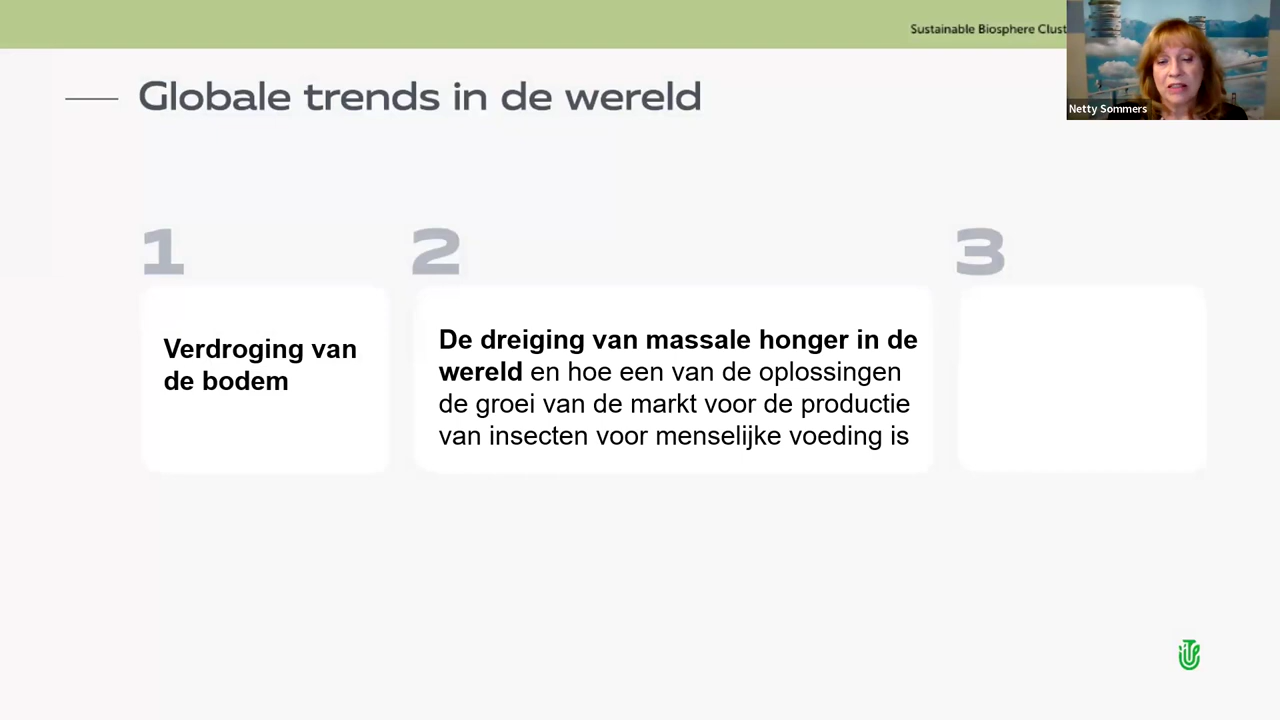 Sustainable Biosphere
Netty Sommers
Globale trends in de wereld
1
Verdroging van
de bodem
2
De dreiging van massale honger in de
wereld en hoe een van de oplossingen
de groei van de markt voor de productie
van insecten voor menselijke voeding is
3